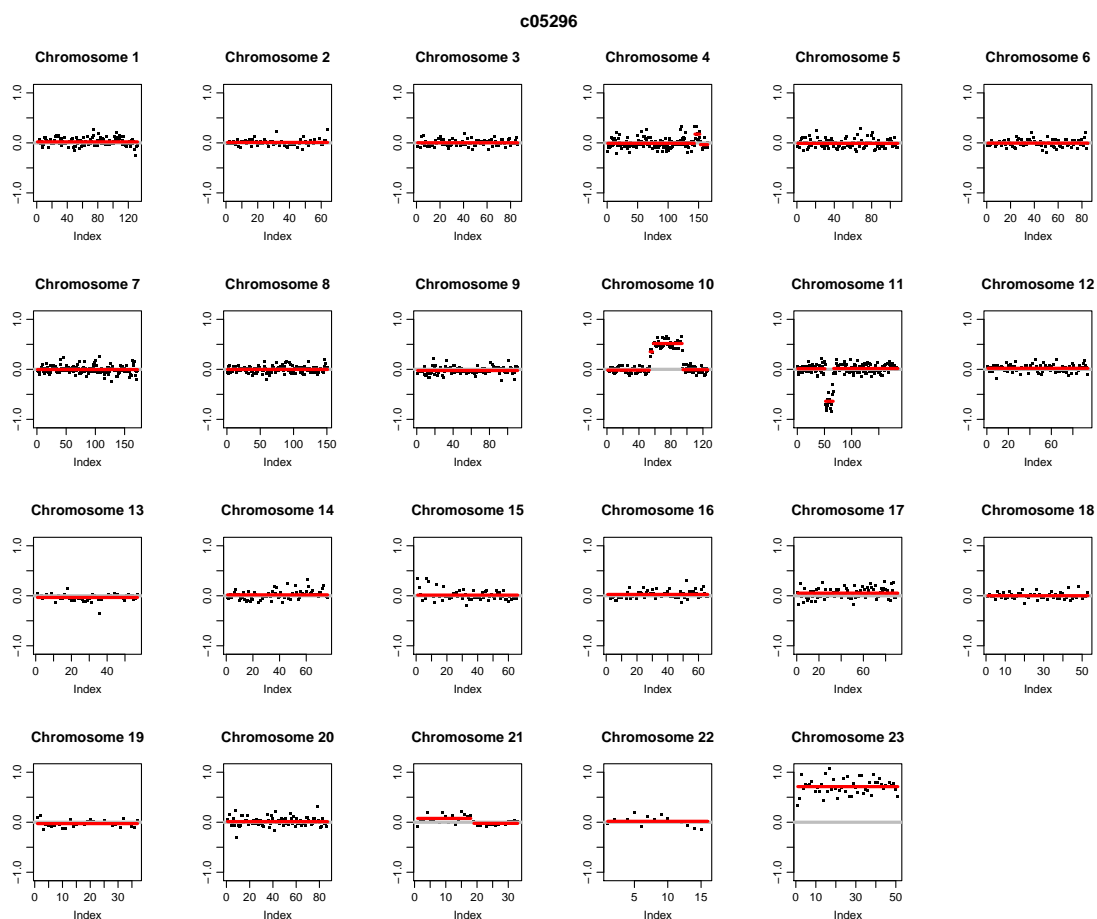 c05296
Chromosome 1 Chromosome 2 Chromosome 3 Chromosome 4 Chromosome 5 Chromosome 6
1.0 1.0 1.0 1.0 1.0 1.0
0.0 0.0 0.0 0.0 0.0 0.0
−1.0 −1.0 −1.0 −1.0 −1.0 −1.0
0 40 80 120 0 20 40 60 0 20 40 60 80 0 50 100 150 0 40 80 0 20 40 60 80
Index Index Index Index Index Index
Chromosome 7 Chromosome 8 Chromosome 9 Chromosome 10 Chromosome 11 Chromosome 12
1.0 1.0 1.0 1.0 1.0 1.0
0.0 0.0 0.0 0.0 0.0 0.0
−1.0 −1.0 −1.0 −1.0 −1.0 −1.0
0 50 100 150 0 50 100 150 0 40 80 0 40 80 120 0 50 100 0 20 60
Index Index Index Index Index Index
Chromosome 13 Chromosome 14 Chromosome 15 Chromosome 16 Chromosome 17 Chromosome 18
1.0 1.0 1.0 1.0 1.0 1.0
0.0 0.0 0.0 0.0 0.0 0.0
−1.0 −1.0 −1.0 −1.0 −1.0 −1.0
0 20 40 0 20 40 60 0 20 40 60 0 20 40 60 0 20 60 0 10 30 50
Index Index Index Index Index Index
Chromosome 19 Chromosome 20 Chromosome 21 Chromosome 22 Chromosome 23
1.0 1.0 1.0 1.0 1.0
0.0 0.0 0.0 0.0 0.0
−1.0 −1.0 −1.0 −1.0 −1.0
0 10 20 30 0 20 40 60 80 0 10 20 30 5 10 15 0 10 20 30 40 50
Index Index Index Index Index